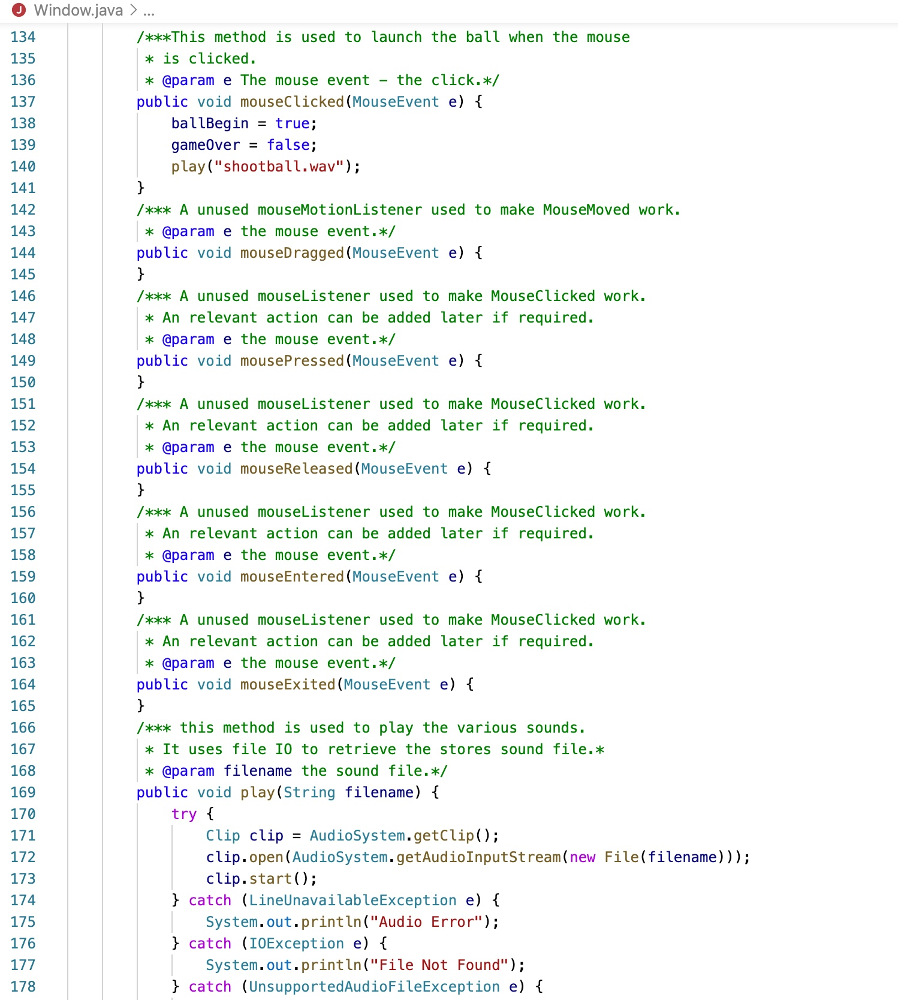 Window.java > ...
134 /***This method is used to launch the ball when the mouse
135  * is clicked.
136  * @param e The mouse event – the click.*/
137 public void mouseClicked(MouseEvent e) {
138     ballBegin = true;
139     gameOver = false;
140     play("shootball.wav");
141 }
142 /*** A unused mouseMotionListener used to make MouseMoved work.
143  * @param e the mouse event.*/
144 public void mouseDragged(MouseEvent e) {
145 }
146 /*** A unused mouseListener used to make MouseClicked work.
147  * An relevant action can be added later if required.
148  * @param e the mouse event.*/
149 public void mousePressed(MouseEvent e) {
150 }
151 /*** A unused mouseListener used to make MouseClicked work.
152  * An relevant action can be added later if required.
153  * @param e the mouse event.*/
154 public void mouseReleased(MouseEvent e) {
155 }
156 /*** A unused mouseListener used to make MouseClicked work.
157  * An relevant action can be added later if required.
158  * @param e the mouse event.*/
159 public void mouseEntered(MouseEvent e) {
160 }
161 /*** A unused mouseListener used to make MouseClicked work.
162  * An relevant action can be added later if required.
163  * @param e the mouse event.*/
164 public void mouseExited(MouseEvent e) {
165 }
166 /*** this method is used to play the various sounds.
167  * It uses file IO to retrieve the stores sound file.*
168  * @param filename the sound file.*/
169 public void play(String filename) {
170     try {
171         Clip clip = AudioSystem.getClip();
172         clip.open(AudioSystem.getAudioInputStream(new File(filename)));
173         clip.start();
174     } catch (LineUnavailableException e) {
175         System.out.println("Audio Error");
176     } catch (IOException e) {
177         System.out.println("File Not Found");
178     } catch (UnsupportedAudioFileException e) {